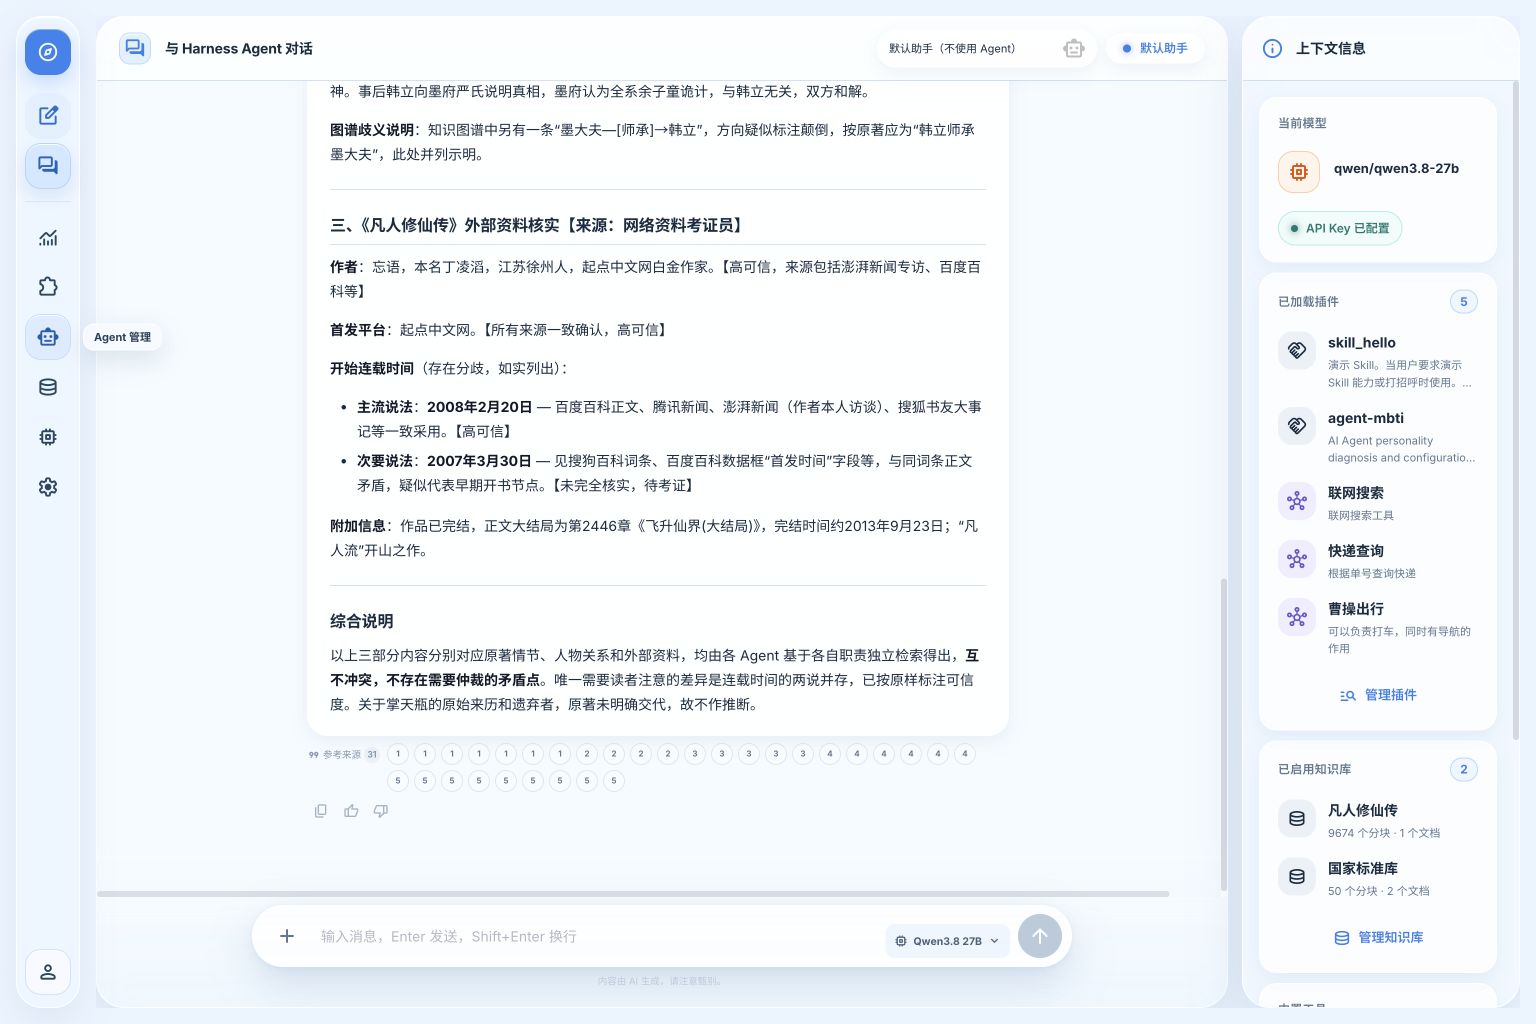 与 Harness Agent 对话
默认助手（不使用 Agent）
默认助手
Agent 管理
神。事后韩立向墨府严氏说明真相，墨府认为全系余子童诡计，与韩立无关，双方和解。
图谱歧义说明：知识图谱中另有一条“墨大夫—[师承]→韩立”，方向疑似标注颠倒，按原著应为“韩立师承
墨大夫”，此处并列示明。
三、《凡人修仙传》外部资料核实【来源：网络资料考证员】
作者：忘语，本名丁凌滔，江苏徐州人，起点中文网白金作家。【高可信，来源包括澎湃新闻专访、百度百
科等】
首发平台：起点中文网。【所有来源一致确认，高可信】
开始连载时间（存在分歧，如实列出）：
• 主流说法：2008年2月20日 — 百度百科正文、腾讯新闻、澎湃新闻（作者本人访谈）、搜狐书友大事
记等一致采用。【高可信】
• 次要说法：2007年3月30日 — 见搜狗百科词条、百度百科数据框“首发时间”字段等，与同词条正文
矛盾，疑似代表早期开书节点。【未完全核实，待考证】
附加信息：作品已完结，正文大结局为第2446章《飞升仙界(大结局)》，完结时间约2013年9月23日；“凡
人流”开山之作。
综合说明
以上三部分内容分别对应原著情节、人物关系和外部资料，均由各 Agent 基于各自职责独立检索得出，互
不冲突，不存在需要仲裁的矛盾点。唯一需要读者注意的差异是连载时间的两说并存，已按原样标注可信
度。关于掌天瓶的原始来历和遗弃者，原著未明确交代，故不作推断。
参考来源 31 1 1 1 1 1 1 1 2 2 2 2 3 3 3 3 3 4 4 4 4 4 4
5 5 5 5 5 5 5 5 5
输入消息，Enter 发送，Shift+Enter 换行
Qwen3.8 27B
内容由 AI 生成，请注意甄别。
上下文信息
当前模型
qwen/qwen3.8-27b
API Key 已配置
已加载插件 5
skill_hello
演示 Skill。当用户要求演示
Skill 能力或打招呼时使用。...
agent-mbti
AI Agent personality
diagnosis and configuratio...
联网搜索
联网搜索工具
快递查询
根据单号查询快递
曹操出行
可以负责打车，同时有导航的
作用
管理插件
已启用知识库 2
凡人修仙传
9674 个分块 · 1 个文档
国家标准库
50 个分块 · 2 个文档
管理知识库